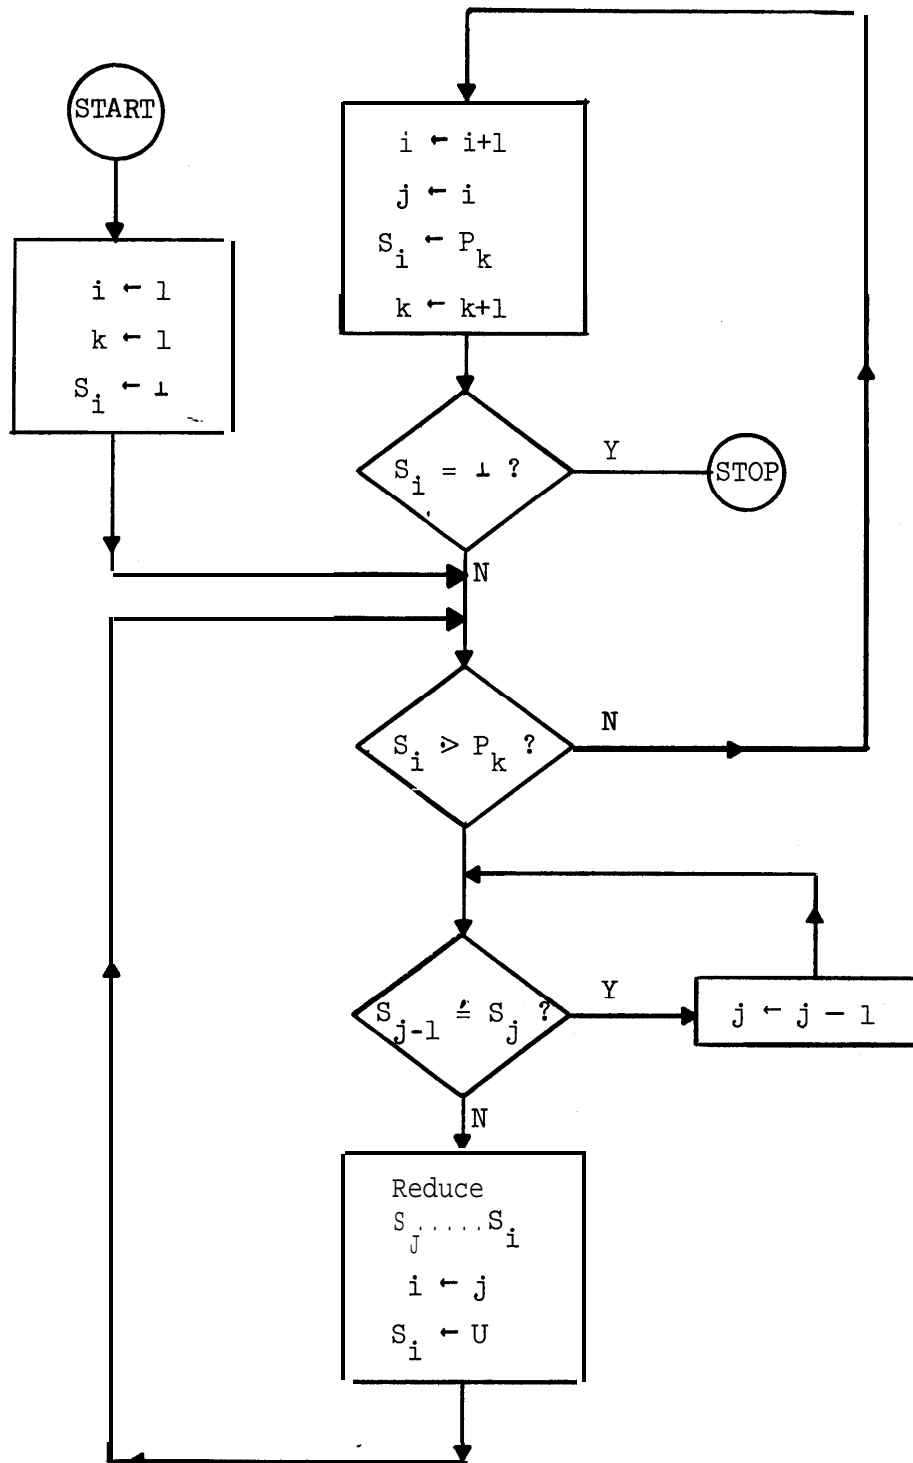 START
i ← 1
k ← 1
S_i ← ⊥
i ← i+1
j ← i
S_i ← P_k
k ← k+1
S_i = ⊥ ?
Y
STOP
N
S_i ⋗ P_k ?
N
S_j-1 ≐ S_j ?
Y
j ← j - 1
N
Reduce
S_J.....S_i
i ← j
S_i ← U